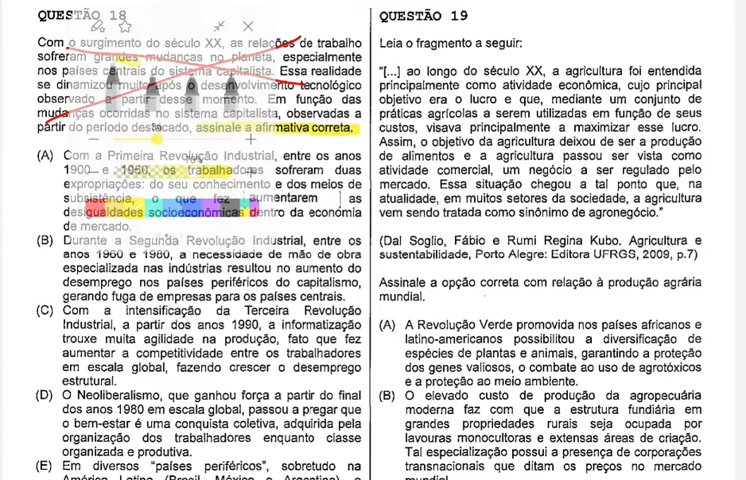 QUESTÃO 18
Com o surgimento do século XX, as relações de trabalho
sofreram grandes mudanças no planeta, especialmente
nos países centrais do sistema capitalista. Essa realidade
se dinamizou muito após o desenvolvimento tecnológico
observado a partir desse momento. Em função das
mudanças ocorridas no sistema capitalista, observadas a
partir do período destacado, assinale a afirmativa correta.
(A) Com a Primeira Revolução Industrial, entre os anos
1900 e 1960, os trabalhadores sofreram duas
expropriações: do seu conhecimento e dos meios de
subsistência, o que fez aumentarem as
desigualdades socioeconômicas dentro da economia
de mercado.
(B) Durante a Segunda Revolução Industrial, entre os
anos 1960 e 1980, a necessidade de mão de obra
especializada nas indústrias resultou no aumento do
desemprego nos países periféricos do capitalismo,
gerando fuga de empresas para os países centrais.
(C) Com a intensificação da Terceira Revolução
Industrial, a partir dos anos 1990, a informatização
trouxe muita agilidade na produção, fato que fez
aumentar a competitividade entre os trabalhadores
em escala global, fazendo crescer o desemprego
estrutural.
(D) O Neoliberalismo, que ganhou força a partir do final
dos anos 1980 em escala global, passou a pregar que
o bem-estar é uma conquista coletiva, adquirida pela
organização dos trabalhadores enquanto classe
organizada e produtiva.
(E) Em diversos "países periféricos", sobretudo na
América Latina (Brasil, México e Argentina), o
QUESTÃO 19
Leia o fragmento a seguir:
"[...] ao longo do século XX, a agricultura foi entendida
principalmente como atividade econômica, cujo principal
objetivo era o lucro e que, mediante um conjunto de
práticas agrícolas a serem utilizadas em função de seus
custos, visava principalmente a maximizar esse lucro.
Assim, o objetivo da agricultura deixou de ser a produção
de alimentos e a agricultura passou ser vista como
atividade comercial, um negócio a ser regulado pelo
mercado. Essa situação chegou a tal ponto que, na
atualidade, em muitos setores da sociedade, a agricultura
vem sendo tratada como sinônimo de agronegócio."
(Dal Soglio, Fábio e Rumi Regina Kubo. Agricultura e
sustentabilidade, Porto Alegre: Editora UFRGS, 2009, p.7)
Assinale a opção correta com relação à produção agrária
mundial.
(A) A Revolução Verde promovida nos países africanos e
latino-americanos possibilitou a diversificação de
espécies de plantas e animais, garantindo a proteção
dos genes valiosos, o combate ao uso de agrotóxicos
e a proteção ao meio ambiente.
(B) O elevado custo de produção da agropecuária
moderna faz com que a estrutura fundiária em
grandes propriedades rurais seja ocupada por
lavouras monocultoras e extensas áreas de criação.
Tal especialização possui a presença de corporações
transnacionais que ditam os preços no mercado
mundial.